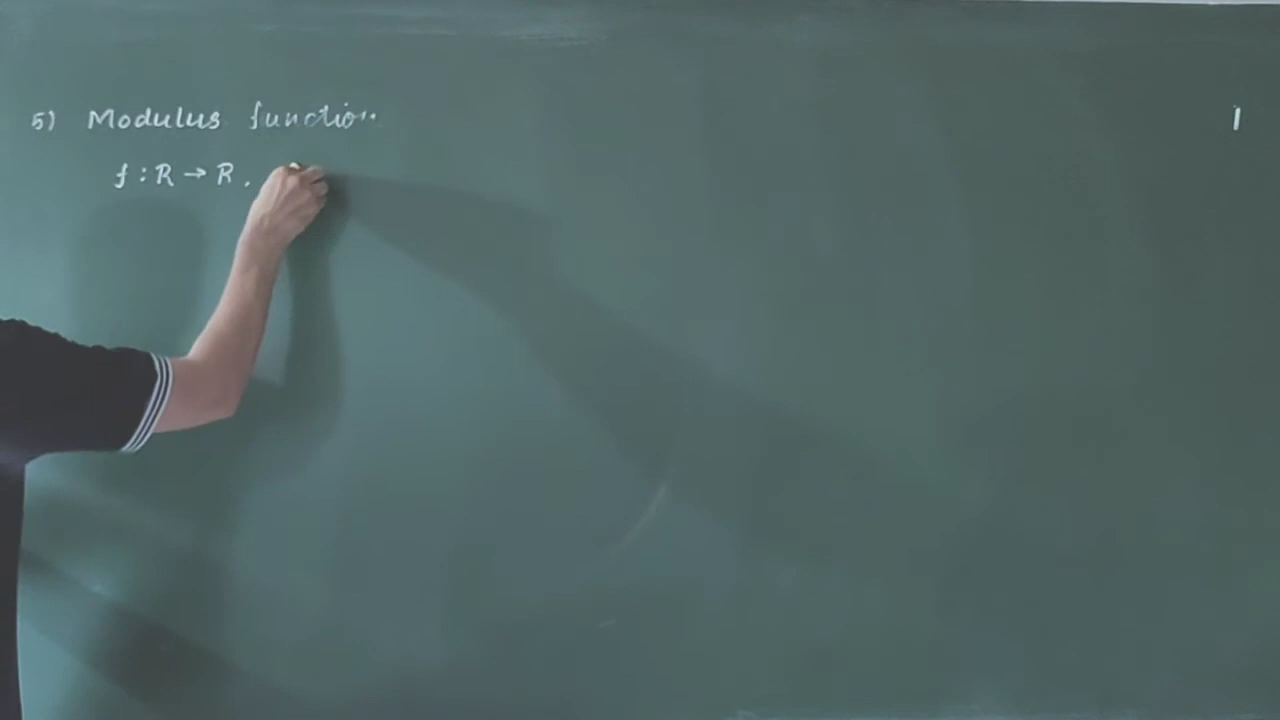 5) Modulus function
f : R → R ,
1